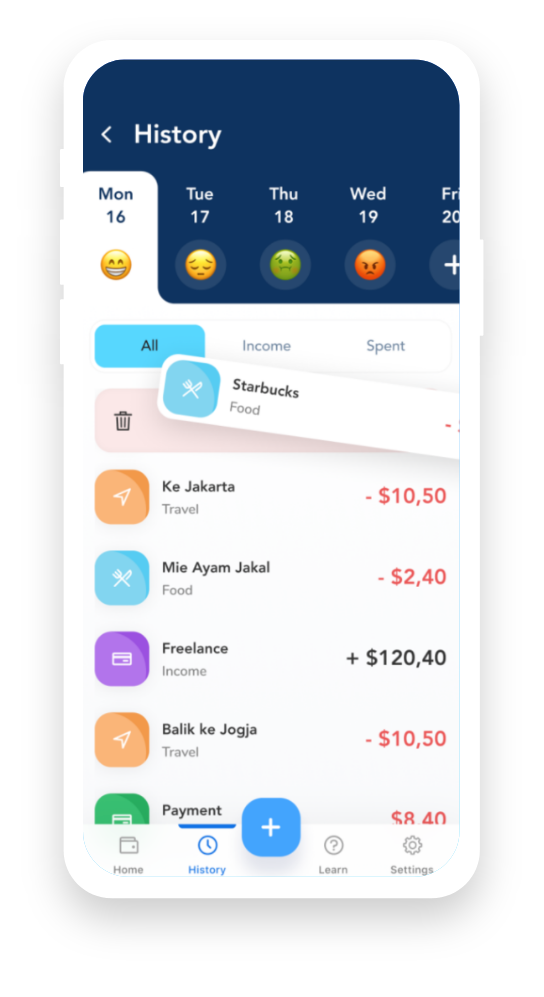 History
Mon Tue Thu Wed Fri
16 17 18 19 20
All Income Spent
Starbucks
Food
-
Ke Jakarta
Travel
- $10,50
Mie Ayam Jakal
Food
- $2,40
Freelance
Income
+ $120,40
Balik ke Jogja
Travel
- $10,50
Payment
$8,40
Home History Learn Settings